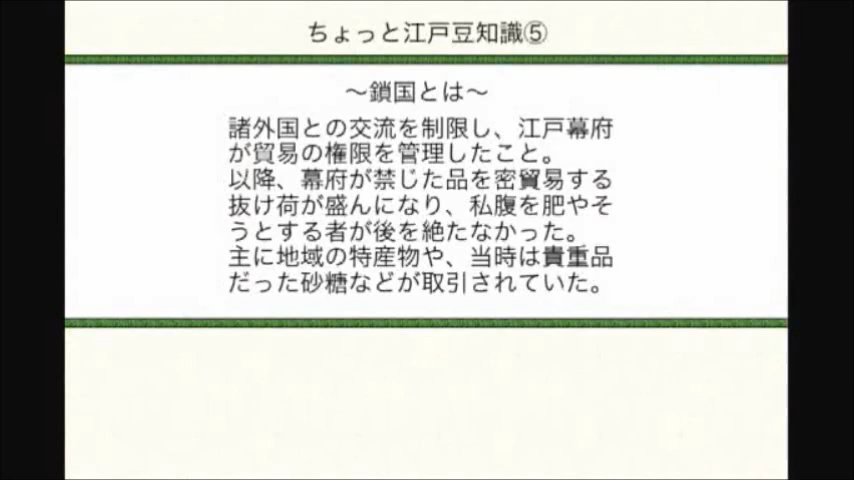 ちょっと江戸豆知識⑤
～鎖国とは～
諸外国との交流を制限し、江戸幕府
が貿易の権限を管理したこと。
以降、幕府が禁じた品を密貿易する
抜け荷が盛んになり、私腹を肥やそ
うとする者が後を絶たなかった。
主に地域の特産物や、当時は貴重品
だった砂糖などが取引されていた。